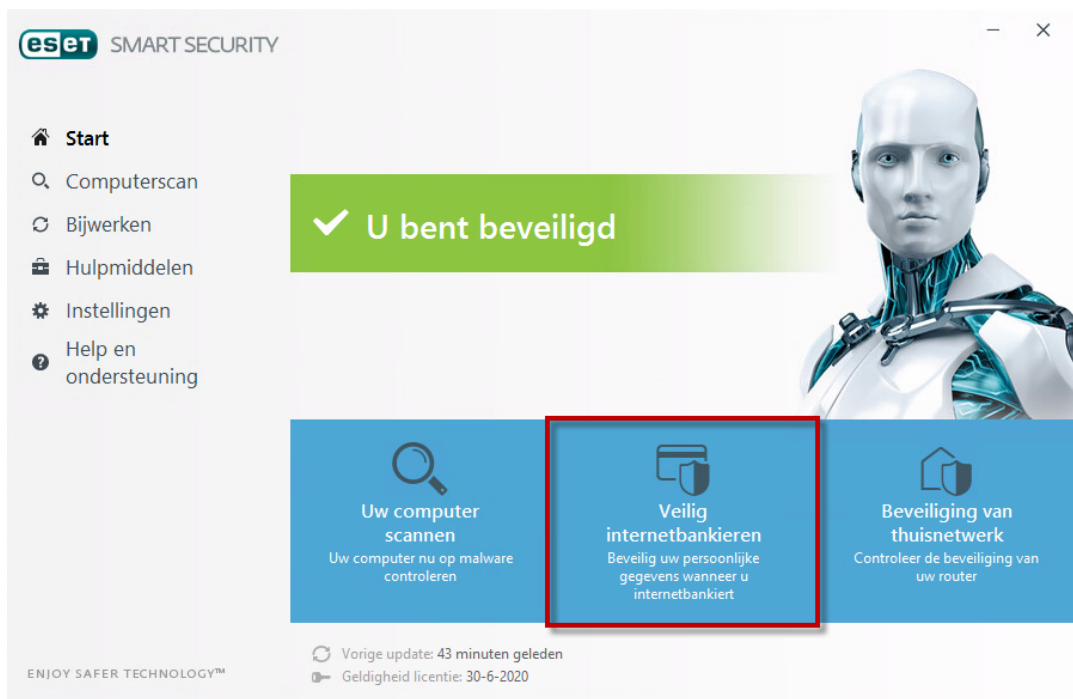 eset SMART SECURITY
Start
Computerscan
Bijwerken
Hulpmiddelen
Instellingen
Help en
ondersteuning
U bent beveiligd
Uw computer
scannen
Uw computer nu op malware
controleren
Veilig
internetbankieren
Beveilig uw persoonlijke
gegevens wanneer u
internetbankiert
Beveiliging van
thuisnetwerk
Controleer de beveiliging van
uw router
Vorige update: 43 minuten geleden
Geldigheid licentie: 30-6-2020
ENJOY SAFER TECHNOLOGY™